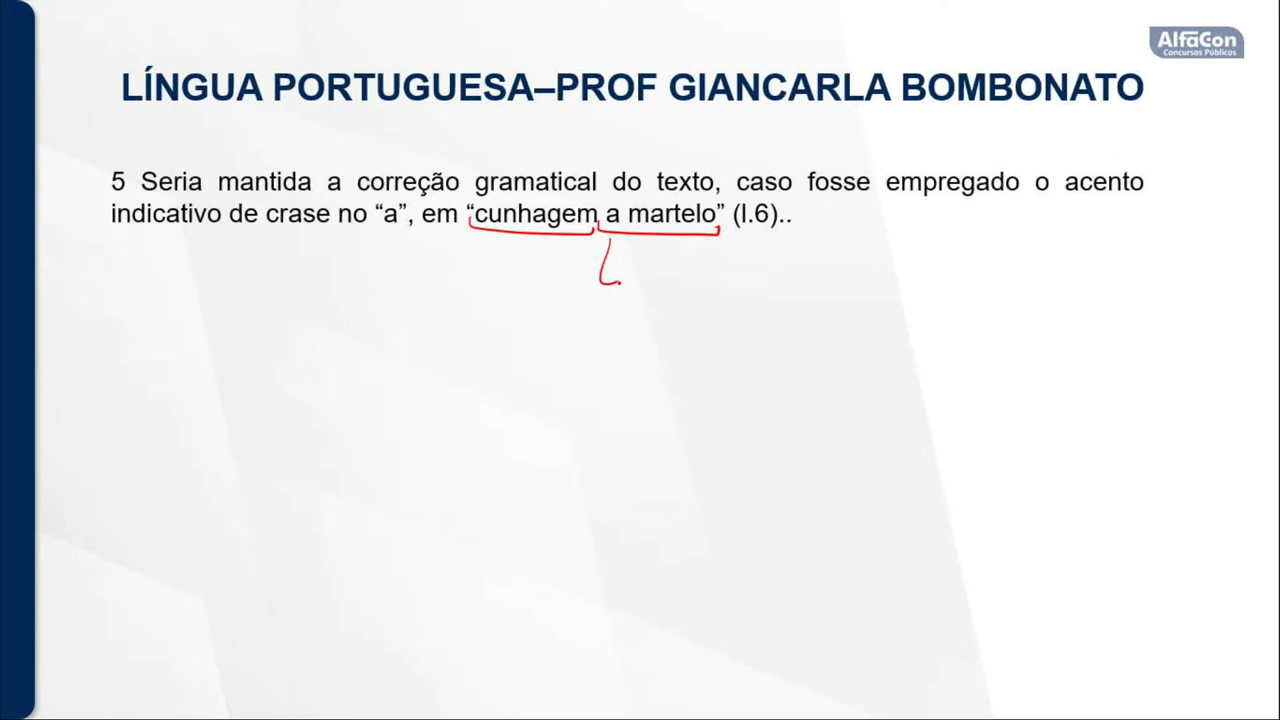 AlfaCon
Concursos Públicos
LÍNGUA PORTUGUESA–PROF GIANCARLA BOMBONATO
5 Seria mantida a correção gramatical do texto, caso fosse empregado o acento
indicativo de crase no “a”, em “cunhagem a martelo” (l.6)..